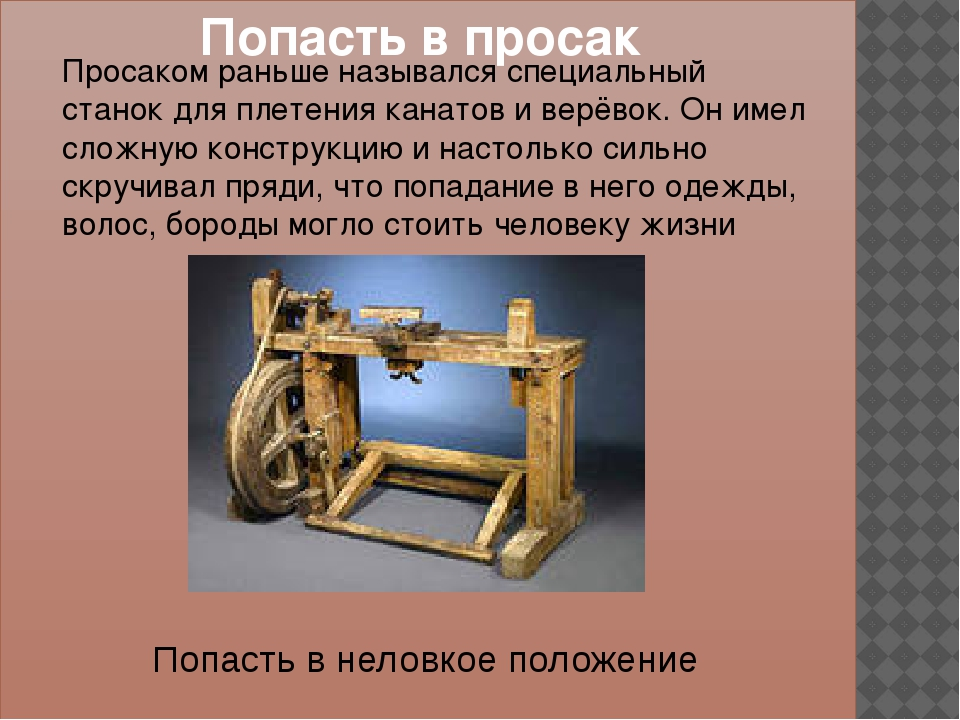 Попасть в просак
Просаком раньше назывался специальный
станок для плетения канатов и верёвок. Он имел
сложную конструкцию и настолько сильно
скручивал пряди, что попадание в него одежды,
волос, бороды могло стоить человеку жизни
Попасть в неловкое положение